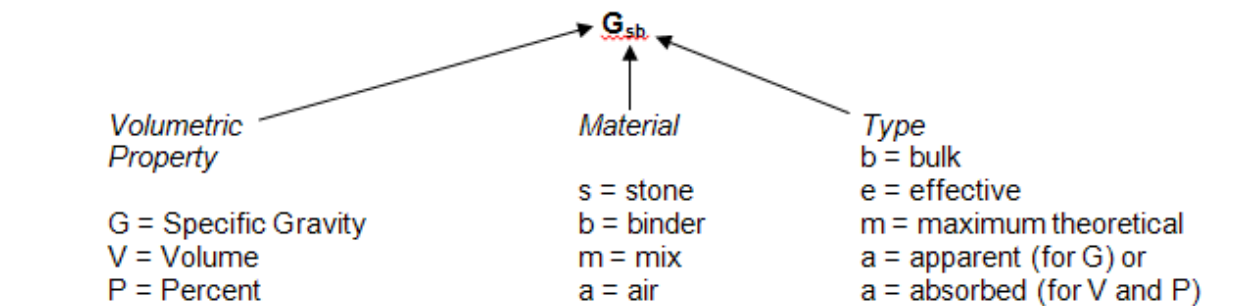 Gsb
Volumetric Material Type
Property b = bulk
s = stone e = effective
G = Specific Gravity b = binder m = maximum theoretical
V = Volume m = mix a = apparent (for G) or
P = Percent a = air a = absorbed (for V and P)